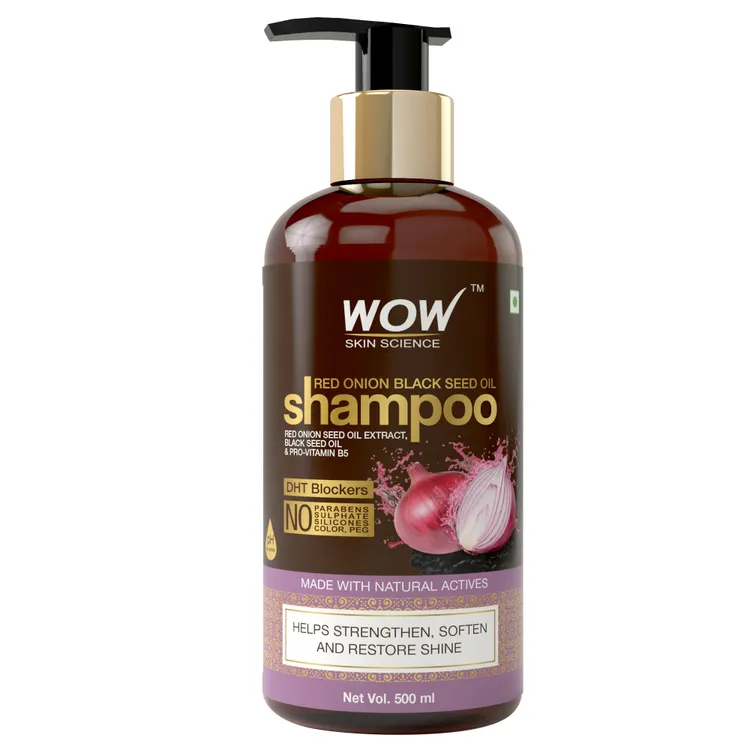 WOW ™
SKIN SCIENCE
RED ONION BLACK SEED OIL
shampoo
RED ONION SEED OIL EXTRACT,
BLACK SEED OIL
& PRO-VITAMIN B5
DHT Blockers
NO PARABENS
SULPHATE
SILICONES
COLOR, PEG
pH
MADE WITH NATURAL ACTIVES
HELPS STRENGTHEN, SOFTEN
AND RESTORE SHINE
Net Vol. 500 ml